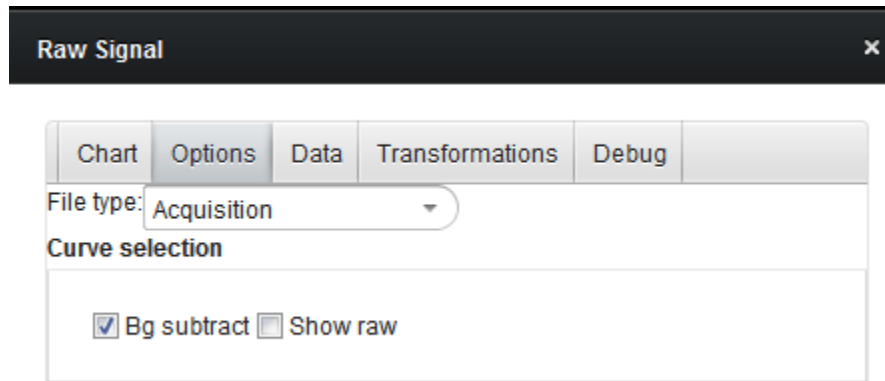 Raw Signal ×
Chart Options Data Transformations Debug
File type: Acquisition
Curve selection
Bg subtract Show raw